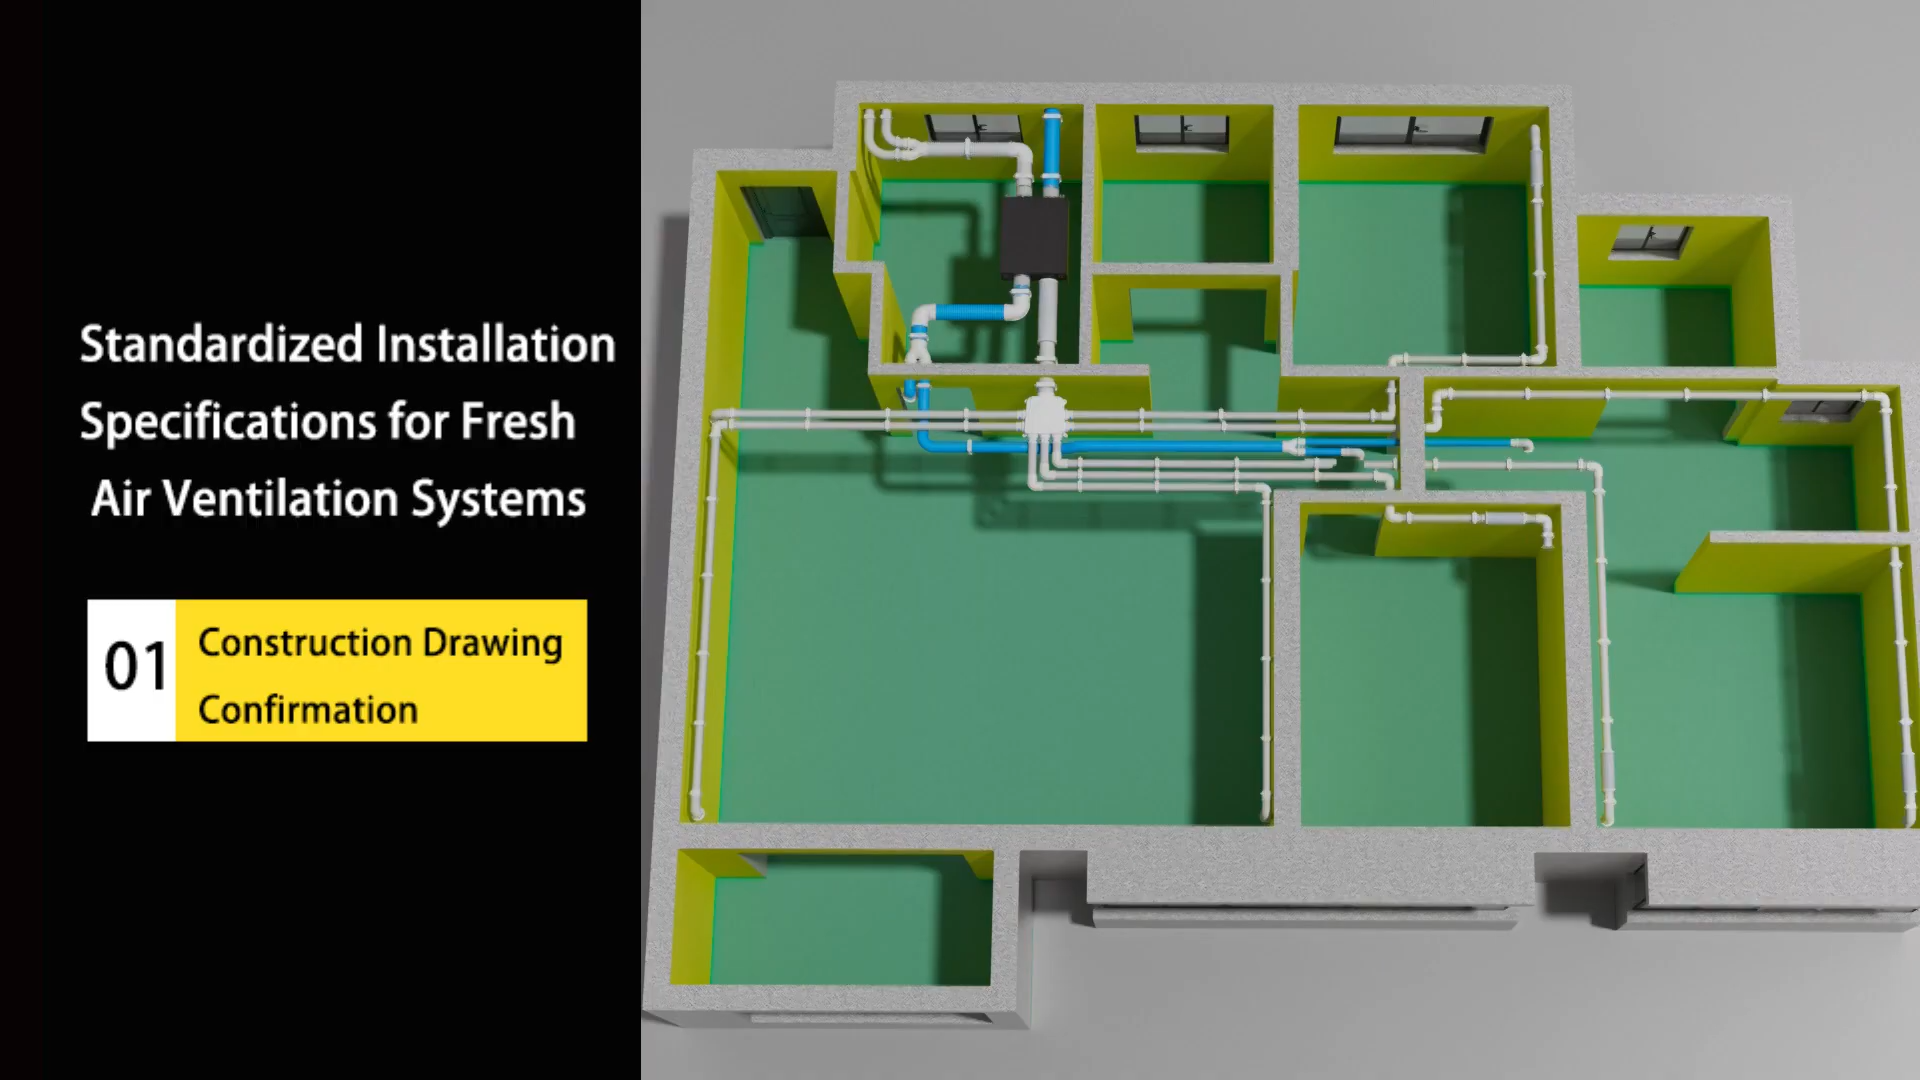 Standardized Installation
Specifications for Fresh
Air Ventilation Systems
01
Construction Drawing
Confirmation